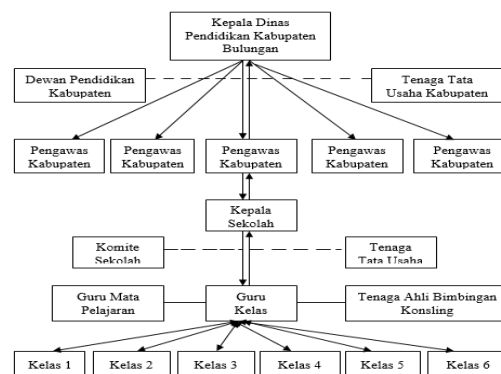 Kepala Dinas
Pendidikan Kabupaten
Bulungan
Dewan Pendidikan
Kabupaten
Tenaga Tata
Usaha Kabupaten
Pengawas
Kabupaten
Pengawas
Kabupaten
Pengawas
Kabupaten
Pengawas
Kabupaten
Pengawas
Kabupaten
Kepala
Sekolah
Komite
Sekolah
Tenaga
Tata Usaha
Guru Mata
Pelajaran
Guru
Kelas
Tenaga Ahli Bimbingan
Konsling
Kelas 1
Kelas 2
Kelas 3
Kelas 4
Kelas 5
Kelas 6